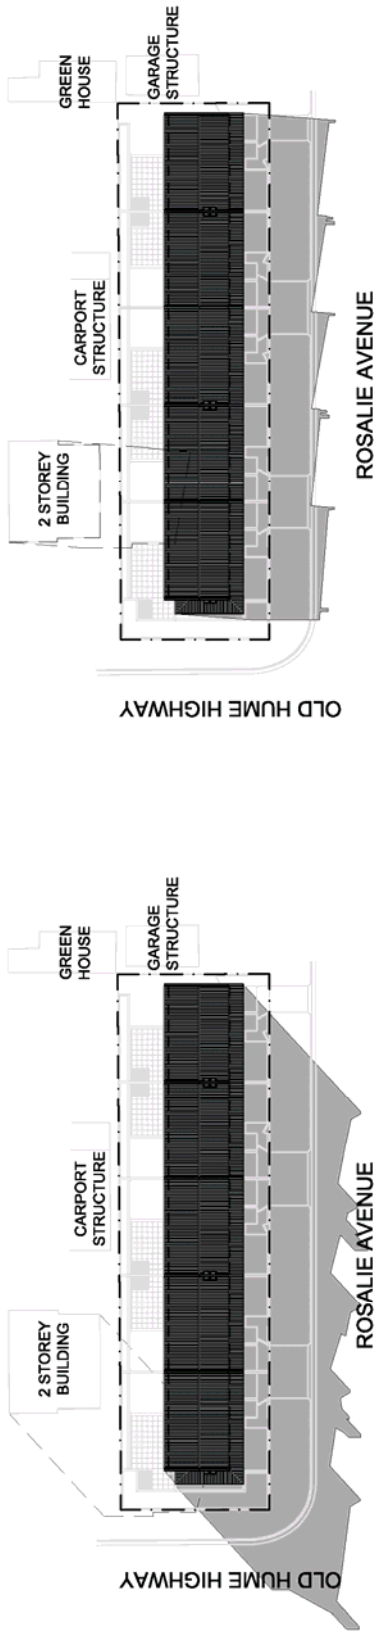 GREEN
HOUSE
GARAGE
STRUCTURE
CARPORT
STRUCTURE
2 STOREY
BUILDING
ROSALIE AVENUE
OLD HUME HIGHWAY
GREEN
HOUSE
GARAGE
STRUCTURE
CARPORT
STRUCTURE
2 STOREY
BUILDING
ROSALIE AVENUE
OLD HUME HIGHWAY